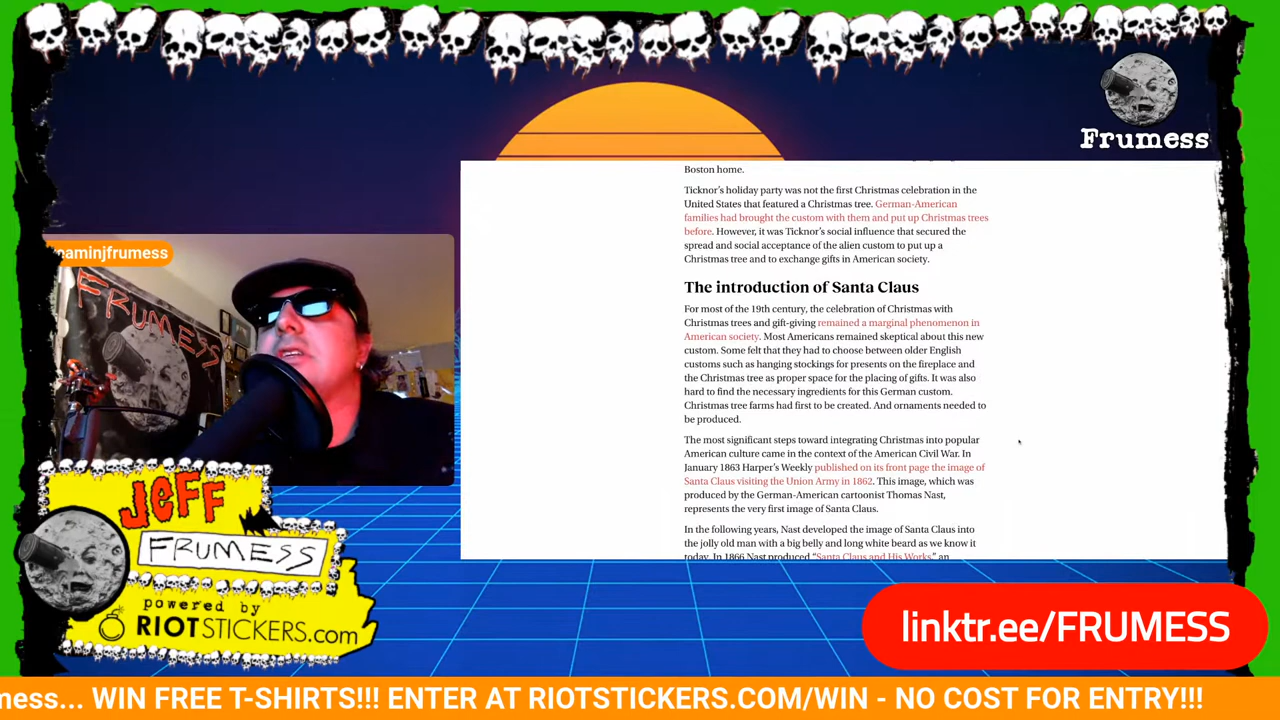 Frumess
eaminjfrumess
FRUMESS
Boston home.
Ticknor's holiday party was not the first Christmas celebration in the
United States that featured a Christmas tree. German-American
families had brought the custom with them and put up Christmas trees
before. However, it was Ticknor's social influence that secured the
spread and social acceptance of the alien custom to put up a
Christmas tree and to exchange gifts in American society.
The introduction of Santa Claus
For most of the 19th century, the celebration of Christmas with
Christmas trees and gift-giving remained a marginal phenomenon in
American society. Most Americans remained skeptical about this new
custom. Some felt that they had to choose between older English
customs such as hanging stockings for presents on the fireplace and
the Christmas tree as proper space for the placing of gifts. It was also
hard to find the necessary ingredients for this German custom.
Christmas tree farms had first to be created. And ornaments needed to
be produced.
The most significant steps toward integrating Christmas into popular
American culture came in the context of the American Civil War. In
January 1863 Harper's Weekly published on its front page the image of
Santa Claus visiting the Union Army in 1862. This image, which was
produced by the German-American cartoonist Thomas Nast,
represents the very first image of Santa Claus.
In the following years, Nast developed the image of Santa Claus into
the jolly old man with a big belly and long white beard as we know it
today. In 1866 Nast produced "Santa Claus and His Works," an
JEFF
FRUMESS
powered by
RIOTSTICKERS.com
linktr.ee/FRUMESS
mess... WIN FREE T-SHIRTS!!! ENTER AT RIOTSTICKERS.COM/WIN - NO COST FOR ENTRY!!!